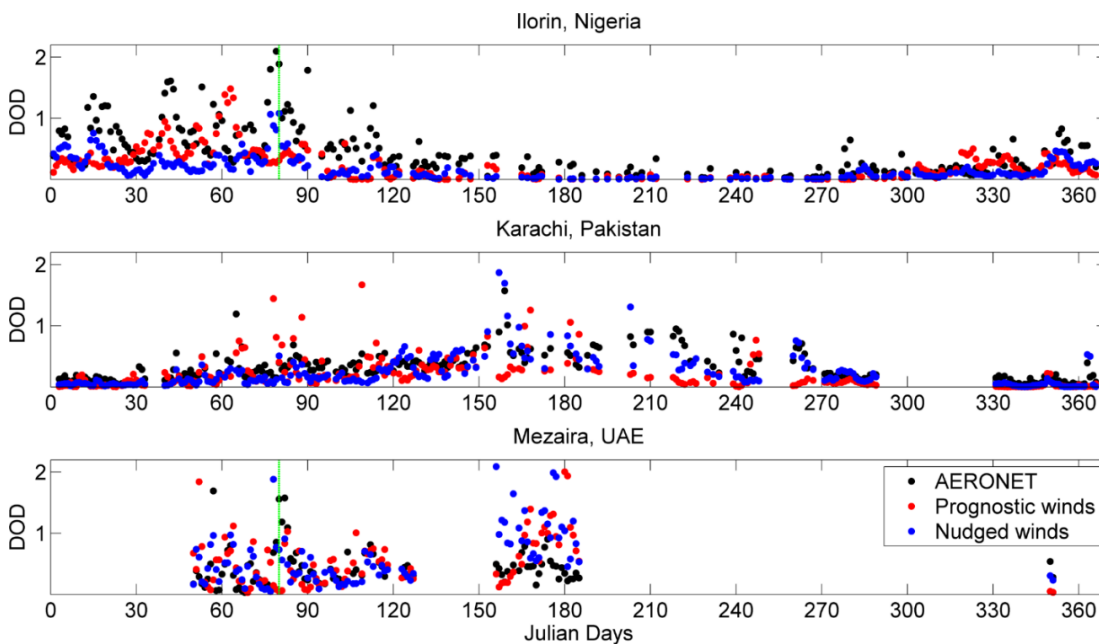 Ilorin, Nigeria
2
1
DOD
0 30 60 90 120 150 180 210 240 270 300 330 360
Karachi, Pakistan
2
1
DOD
0 30 60 90 120 150 180 210 240 270 300 330 360
Mezaira, UAE
2
1
DOD
AERONET
Prognostic winds
Nudged winds
0 30 60 90 120 150 180 210 240 270 300 330 360
Julian Days